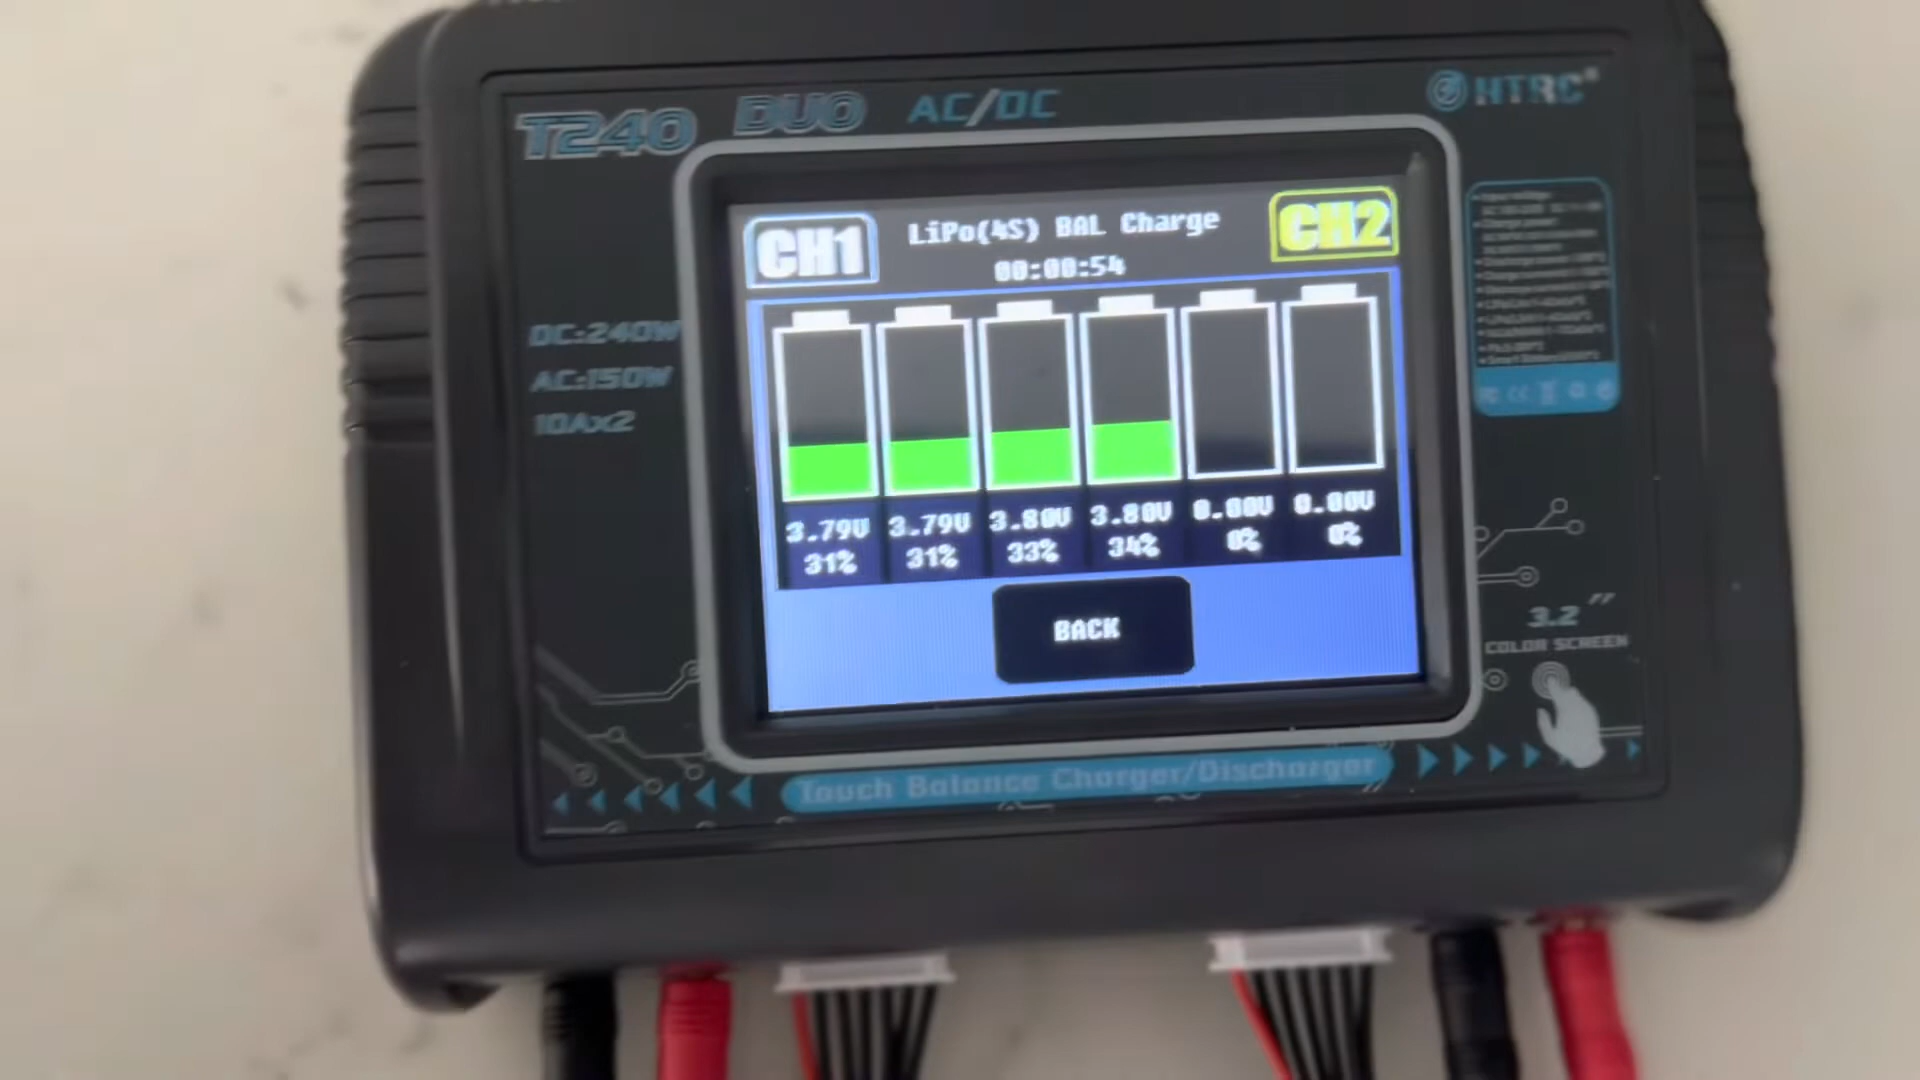 T240 DUO AC/DC
HTRC®
DC:240W
AC:150W
10Ax2
CH1
LiPo(4S) BAL Charge
00:00:54
CH2
3.79V 3.79V 3.80V 3.80V 0.00V 0.00V
31% 31% 33% 34% 0% 0%
BACK
3.2"
COLOR SCREEN
Touch Balance Charger/Discharger